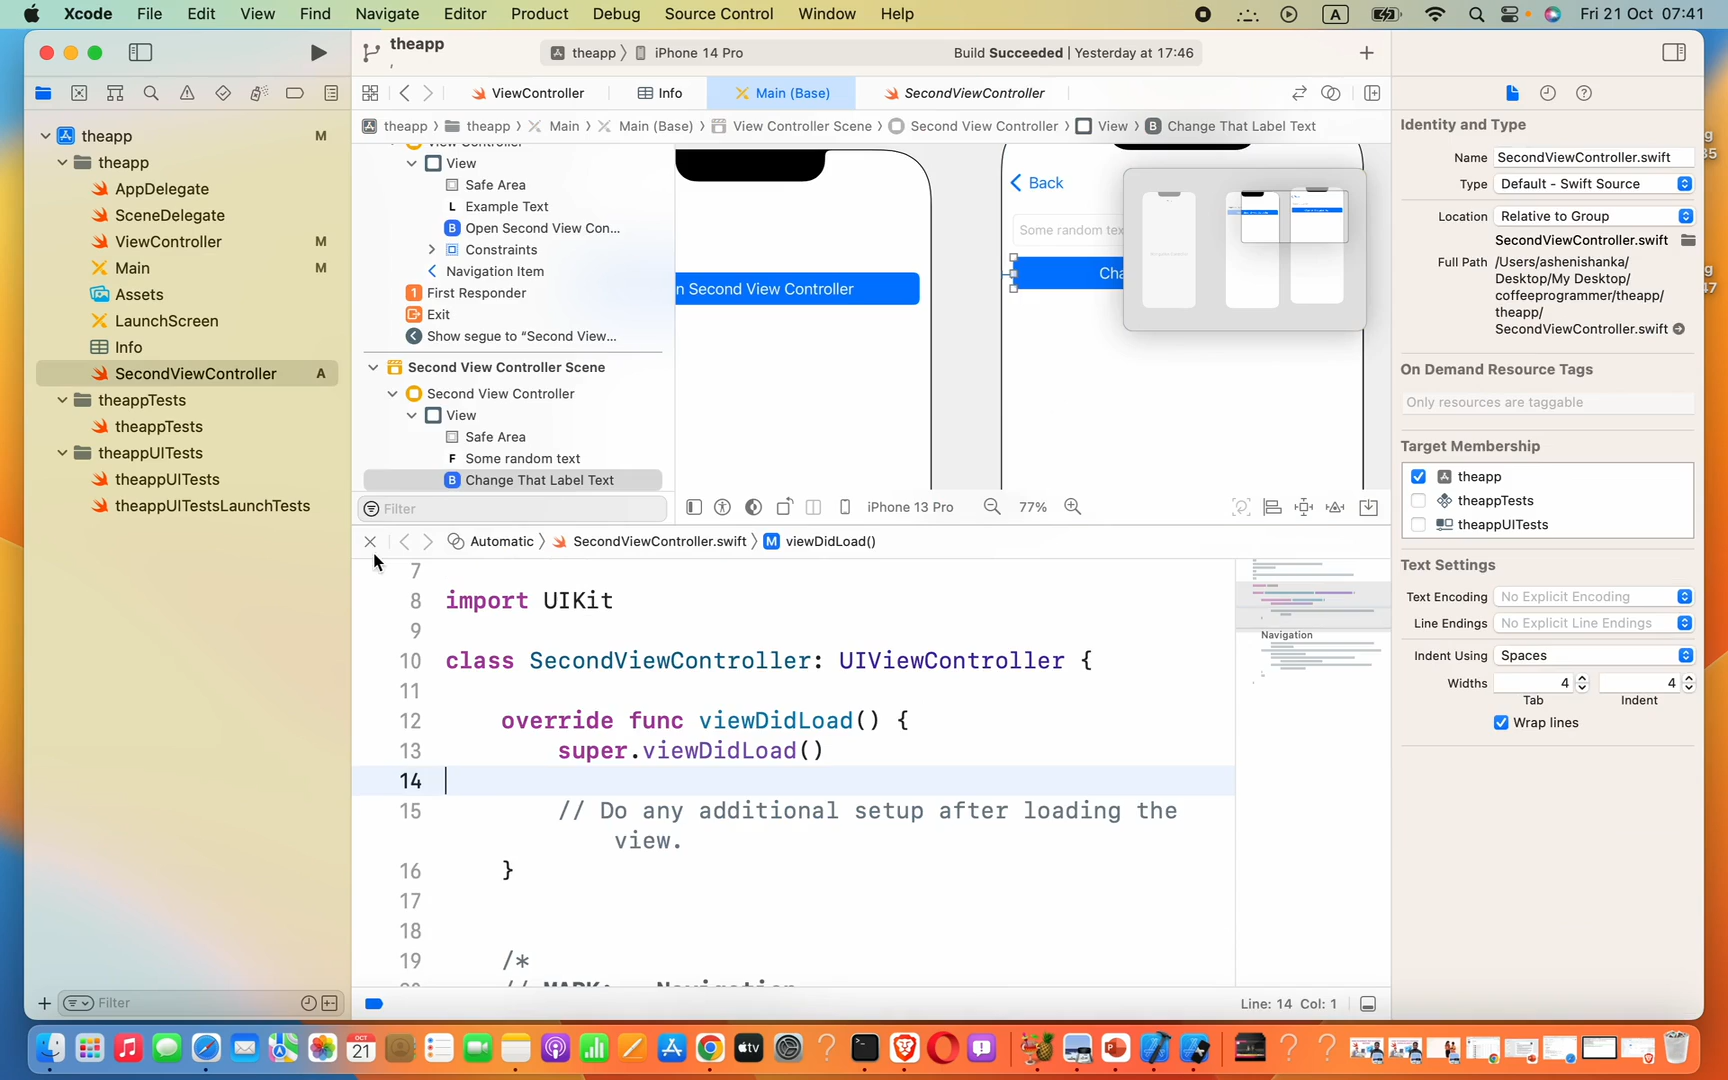 Xcode File Edit View Find Navigate Editor Product Debug Source Control Window Help A Fri 21 Oct 07:41
theapp
theapp 〉 iPhone 14 Pro Build Succeeded | Yesterday at 17:46
ViewController Info Main (Base) SecondViewController
theapp 〉 theapp 〉 Main 〉 Main (Base) 〉 View Controller Scene 〉 Second View Controller 〉 View 〉 B Change That Label Text
theapp M
theapp
AppDelegate
SceneDelegate
ViewController M
Main M
Assets
LaunchScreen
Info
SecondViewController A
theappTests
theappTests
theappUITests
theappUITests
theappUITestsLaunchTests
Filter
View Controller
View
Safe Area
L Example Text
B Open Second View Con...
Constraints
Navigation Item
1 First Responder
Exit
Show segue to “Second View...
Second View Controller Scene
Second View Controller
View
Safe Area
F Some random text
B Change That Label Text
Filter
n Second View Controller
Back
Some random tex
Cha
iPhone 13 Pro 77%
Automatic 〉 SecondViewController.swift 〉 M viewDidLoad()
7
8 import UIKit
9
10 class SecondViewController: UIViewController {
11
12 override func viewDidLoad() {
13 super.viewDidLoad()
14
15 // Do any additional setup after loading the
view.
16 }
17
18
19 /*
// MARK: - Navigation
Navigation
Line: 14 Col: 1
Identity and Type
Name SecondViewController.swift
Type Default - Swift Source
Location Relative to Group
SecondViewController.swift
Full Path /Users/ashenishanka/
Desktop/My Desktop/
coffeeprogrammer/theapp/
theapp/
SecondViewController.swift
On Demand Resource Tags
Only resources are taggable
Target Membership
theapp
theappTests
theappUITests
Text Settings
Text Encoding No Explicit Encoding
Line Endings No Explicit Line Endings
Indent Using Spaces
Widths 4 4
Tab Indent
Wrap lines
g
35
g
47
OCT
21
tv